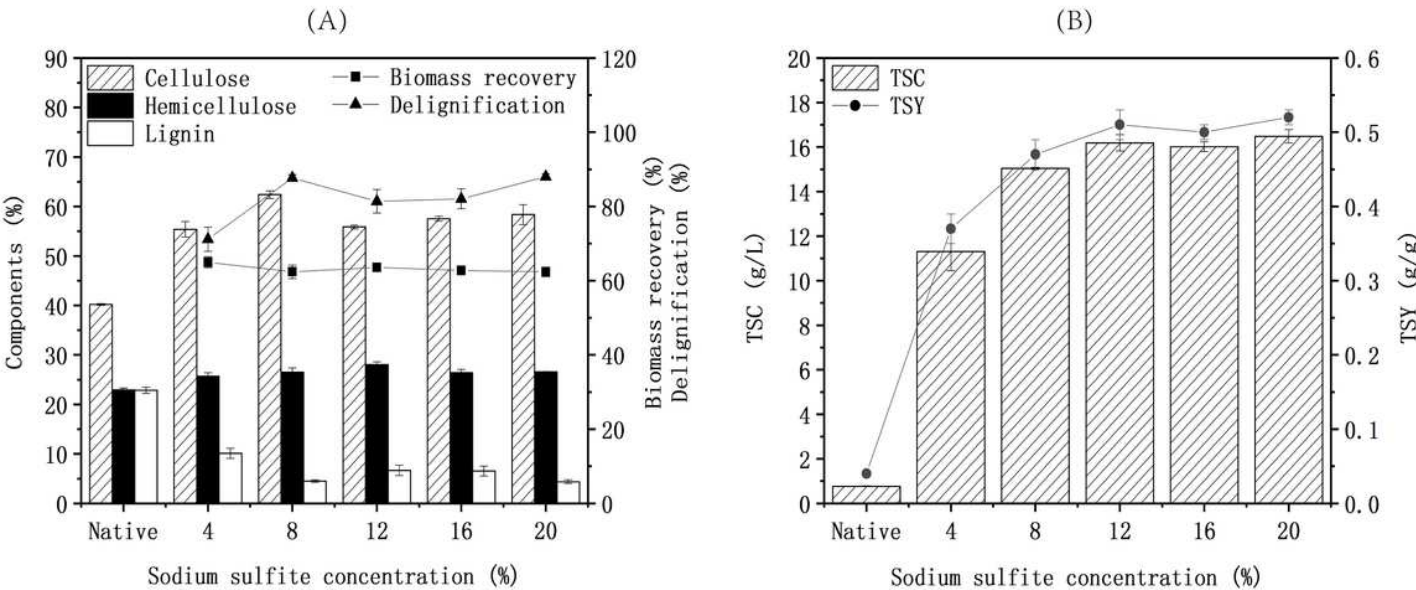 (A)
90
80
70
60
50
40
30
20
10
0
Components (%)
Cellulose
Hemicellulose
Lignin
Biomass recovery
Delignification
120
100
80
60
40
20
0
Biomass recovery (%)
Delignification (%)
Native 4 8 12 16 20
Sodium sulfite concentration (%)
(B)
20
18
16
14
12
10
8
6
4
2
0
TSC (g/L)
TSC
TSY
0.6
0.5
0.4
0.3
0.2
0.1
0.0
TSY (g/g)
Native 4 8 12 16 20
Sodium sulfite concentration (%)